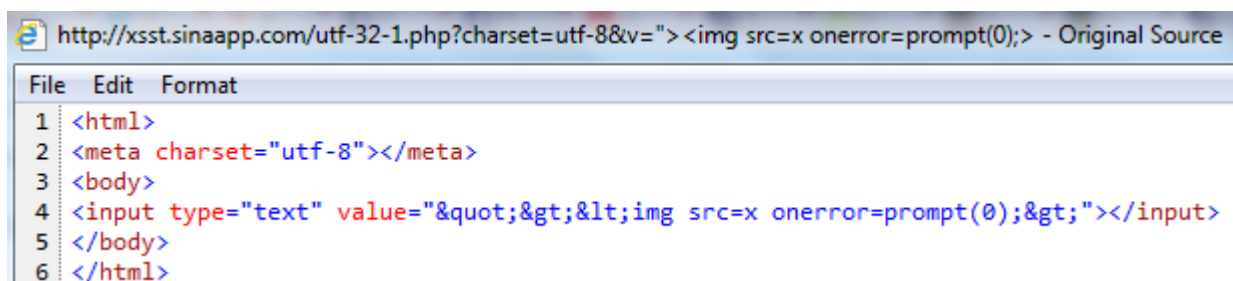 http://xsst.sinaapp.com/utf-32-1.php?charset=utf-8&v="><img src=x onerror=prompt(0);> - Original Source
File Edit Format
1 <html>
2 <meta charset="utf-8"></meta>
3 <body>
4 <input type="text" value="&quot;&gt;&lt;img src=x onerror=prompt(0);&gt;"></input>
5 </body>
6 </html>